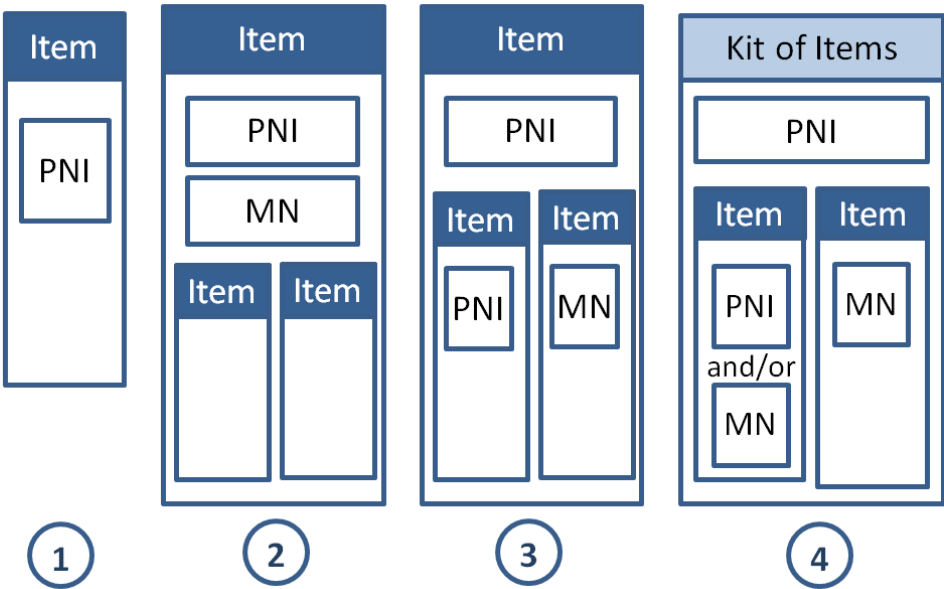 Item
PNI
1
Item
PNI
MN
Item Item
2
Item
PNI
Item Item
PNI MN
3
Kit of Items
PNI
Item Item
PNI MN
and/or
MN
4